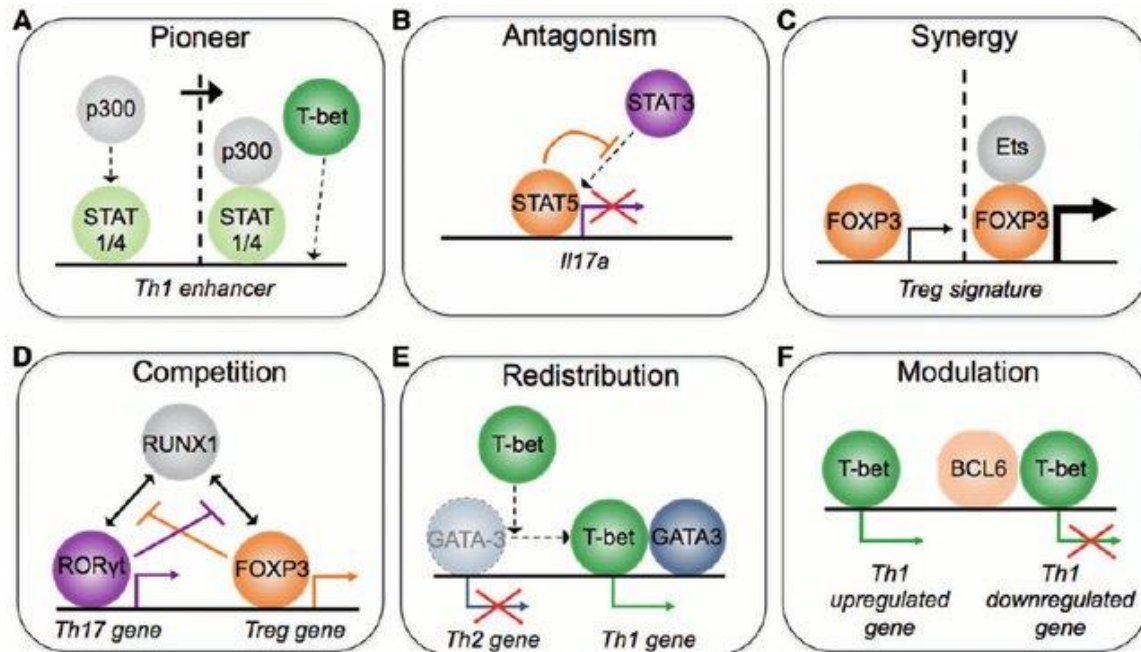 A
Pioneer
p300
T-bet
p300
STAT
1/4
STAT
1/4
Th1 enhancer
B
Antagonism
STAT3
STAT5
Il17a
C
Synergy
Ets
FOXP3
FOXP3
Treg signature
D
Competition
RUNX1
RORγt
FOXP3
Th17 gene
Treg gene
E
Redistribution
T-bet
GATA-3
T-bet
GATA3
Th2 gene
Th1 gene
F
Modulation
T-bet
BCL6
T-bet
Th1
upregulated
gene
Th1
downregulated
gene